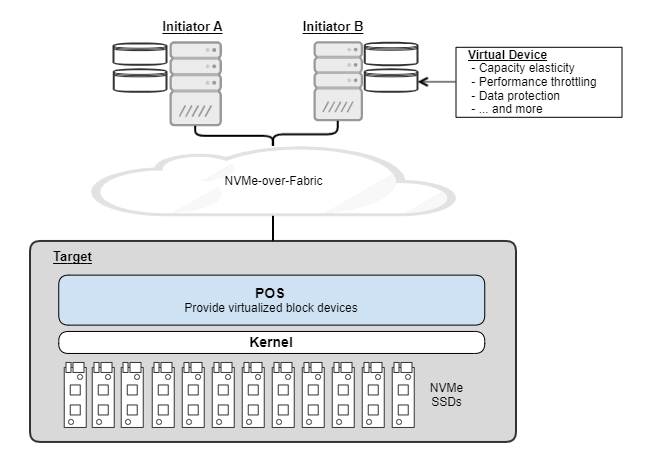 Initiator A
Initiator B
Virtual Device
- Capacity elasticity
- Performance throttling
- Data protection
- ... and more
NVMe-over-Fabric
Target
POS
Provide virtualized block devices
Kernel
NVMe
SSDs